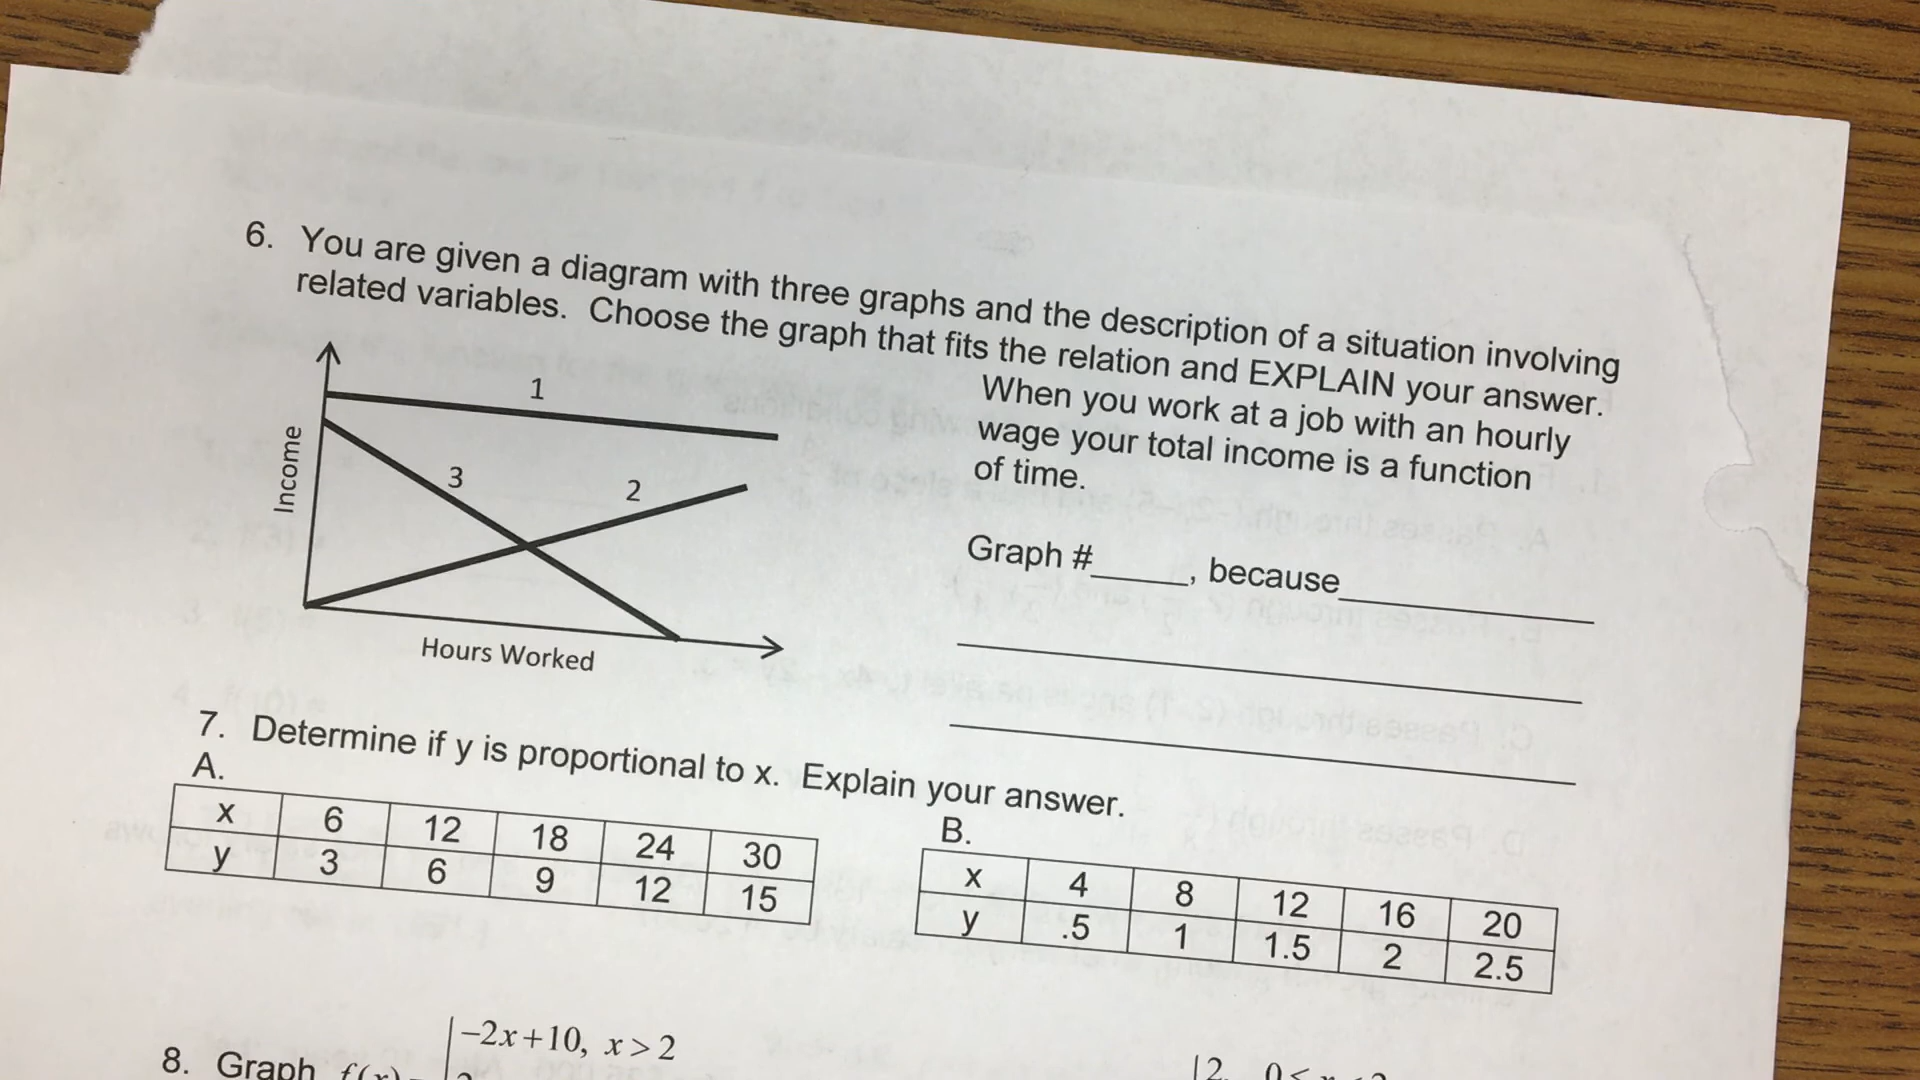 6. You are given a diagram with three graphs and the description of a situation involving
related variables. Choose the graph that fits the relation and EXPLAIN your answer.
When you work at a job with an hourly
wage your total income is a function
of time.
Income
1
3
2
Hours Worked
Graph #_____, because_____________
7. Determine if y is proportional to x. Explain your answer.
A.
x 6 12 18 24 30
y 3 6 9 12 15
B.
x 4 8 12 16 20
y .5 1 1.5 2 2.5
-2x+10, x>2
8. Graph f(x)